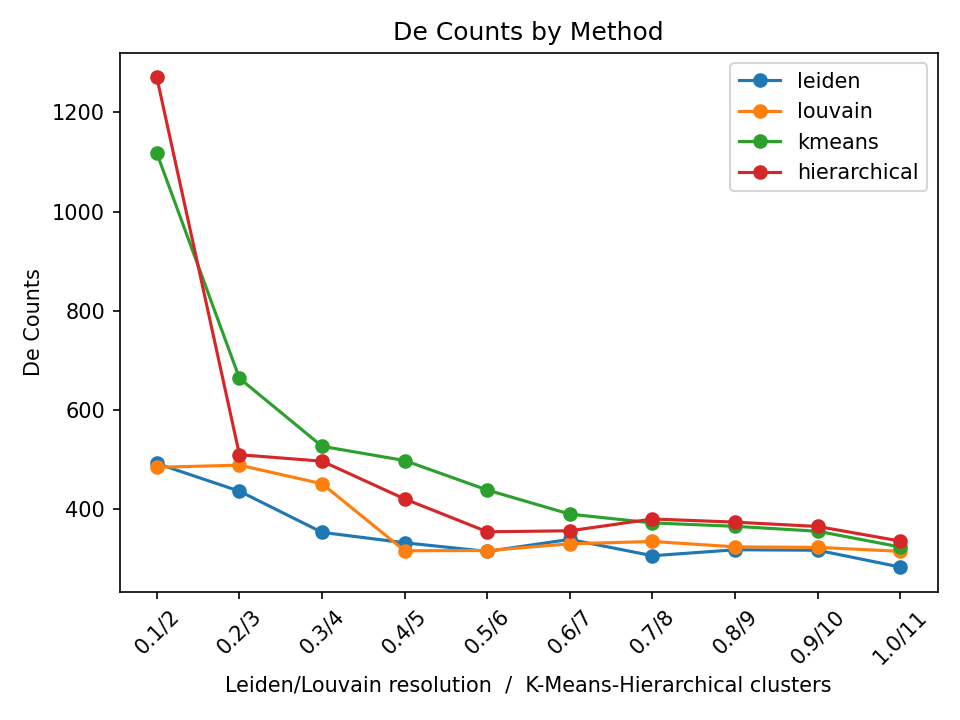 De Counts by Method
leiden
louvain
kmeans
hierarchical
De Counts
1200
1000
800
600
400
0.1/2
0.2/3
0.3/4
0.4/5
0.5/6
0.6/7
0.7/8
0.8/9
0.9/10
1.0/11
Leiden/Louvain resolution / K-Means-Hierarchical clusters